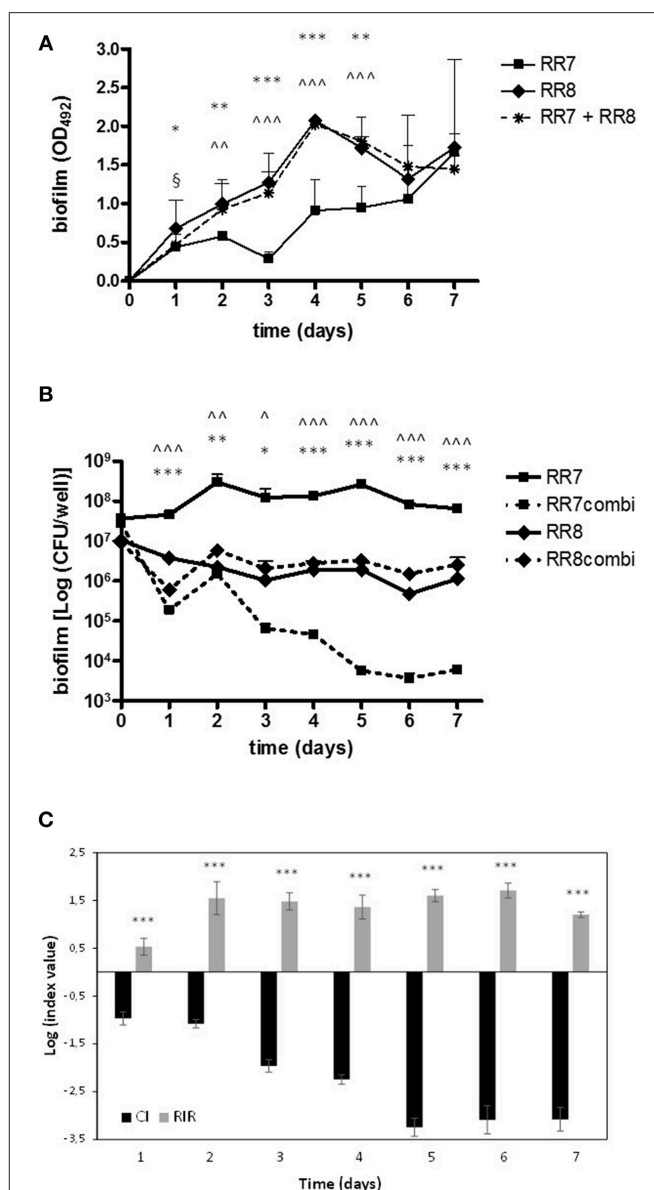 A
*** **
*** ^^^ ^^^
** ^^^
* ^^
§
3.0
2.5
2.0
1.5
1.0
0.5
0.0
biofilm (OD492)
0 1 2 3 4 5 6 7
time (days)
RR7
RR8
RR7 + RR8
B
^^^ ^^ ^ ^^^ ^^^ ^^^ ^^^
*** ** * *** *** *** ***
10^9
10^8
10^7
10^6
10^5
10^4
10^3
biofilm [Log (CFU/well)]
0 1 2 3 4 5 6 7
time (days)
RR7
RR7combi
RR8
RR8combi
C
*** *** *** *** *** *** ***
2,5
1,5
0,5
-0,5
-1,5
-2,5
-3,5
Log (index value)
CI RIR
1 2 3 4 5 6 7
Time (days)